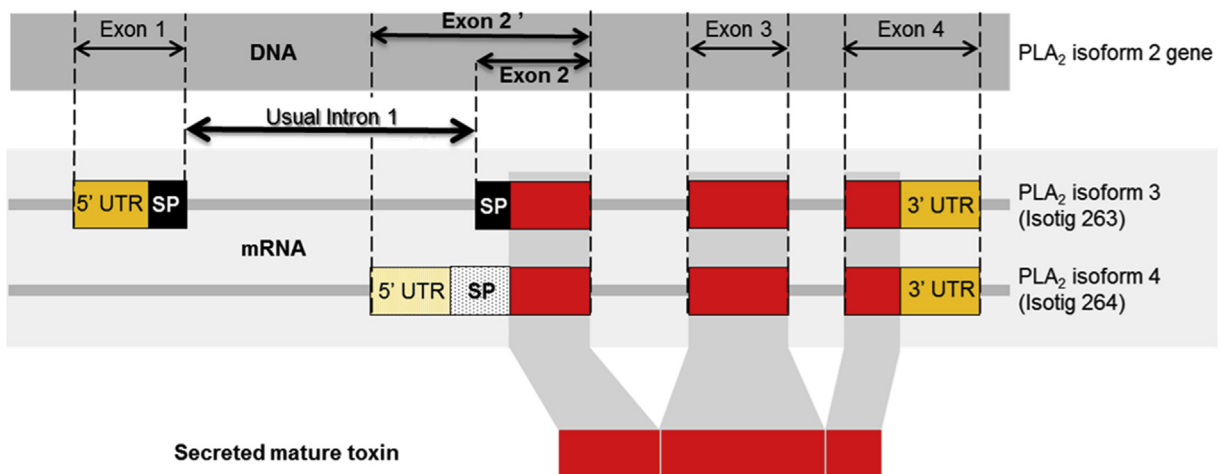 Exon 1
Exon 2 ’
Exon 3
Exon 4
DNA
Exon 2
PLA₂ isoform 2 gene
Usual Intron 1
5’ UTR SP
SP
3’ UTR
PLA₂ isoform 3
(Isotig 263)
mRNA
5’ UTR SP
3’ UTR
PLA₂ isoform 4
(Isotig 264)
Secreted mature toxin